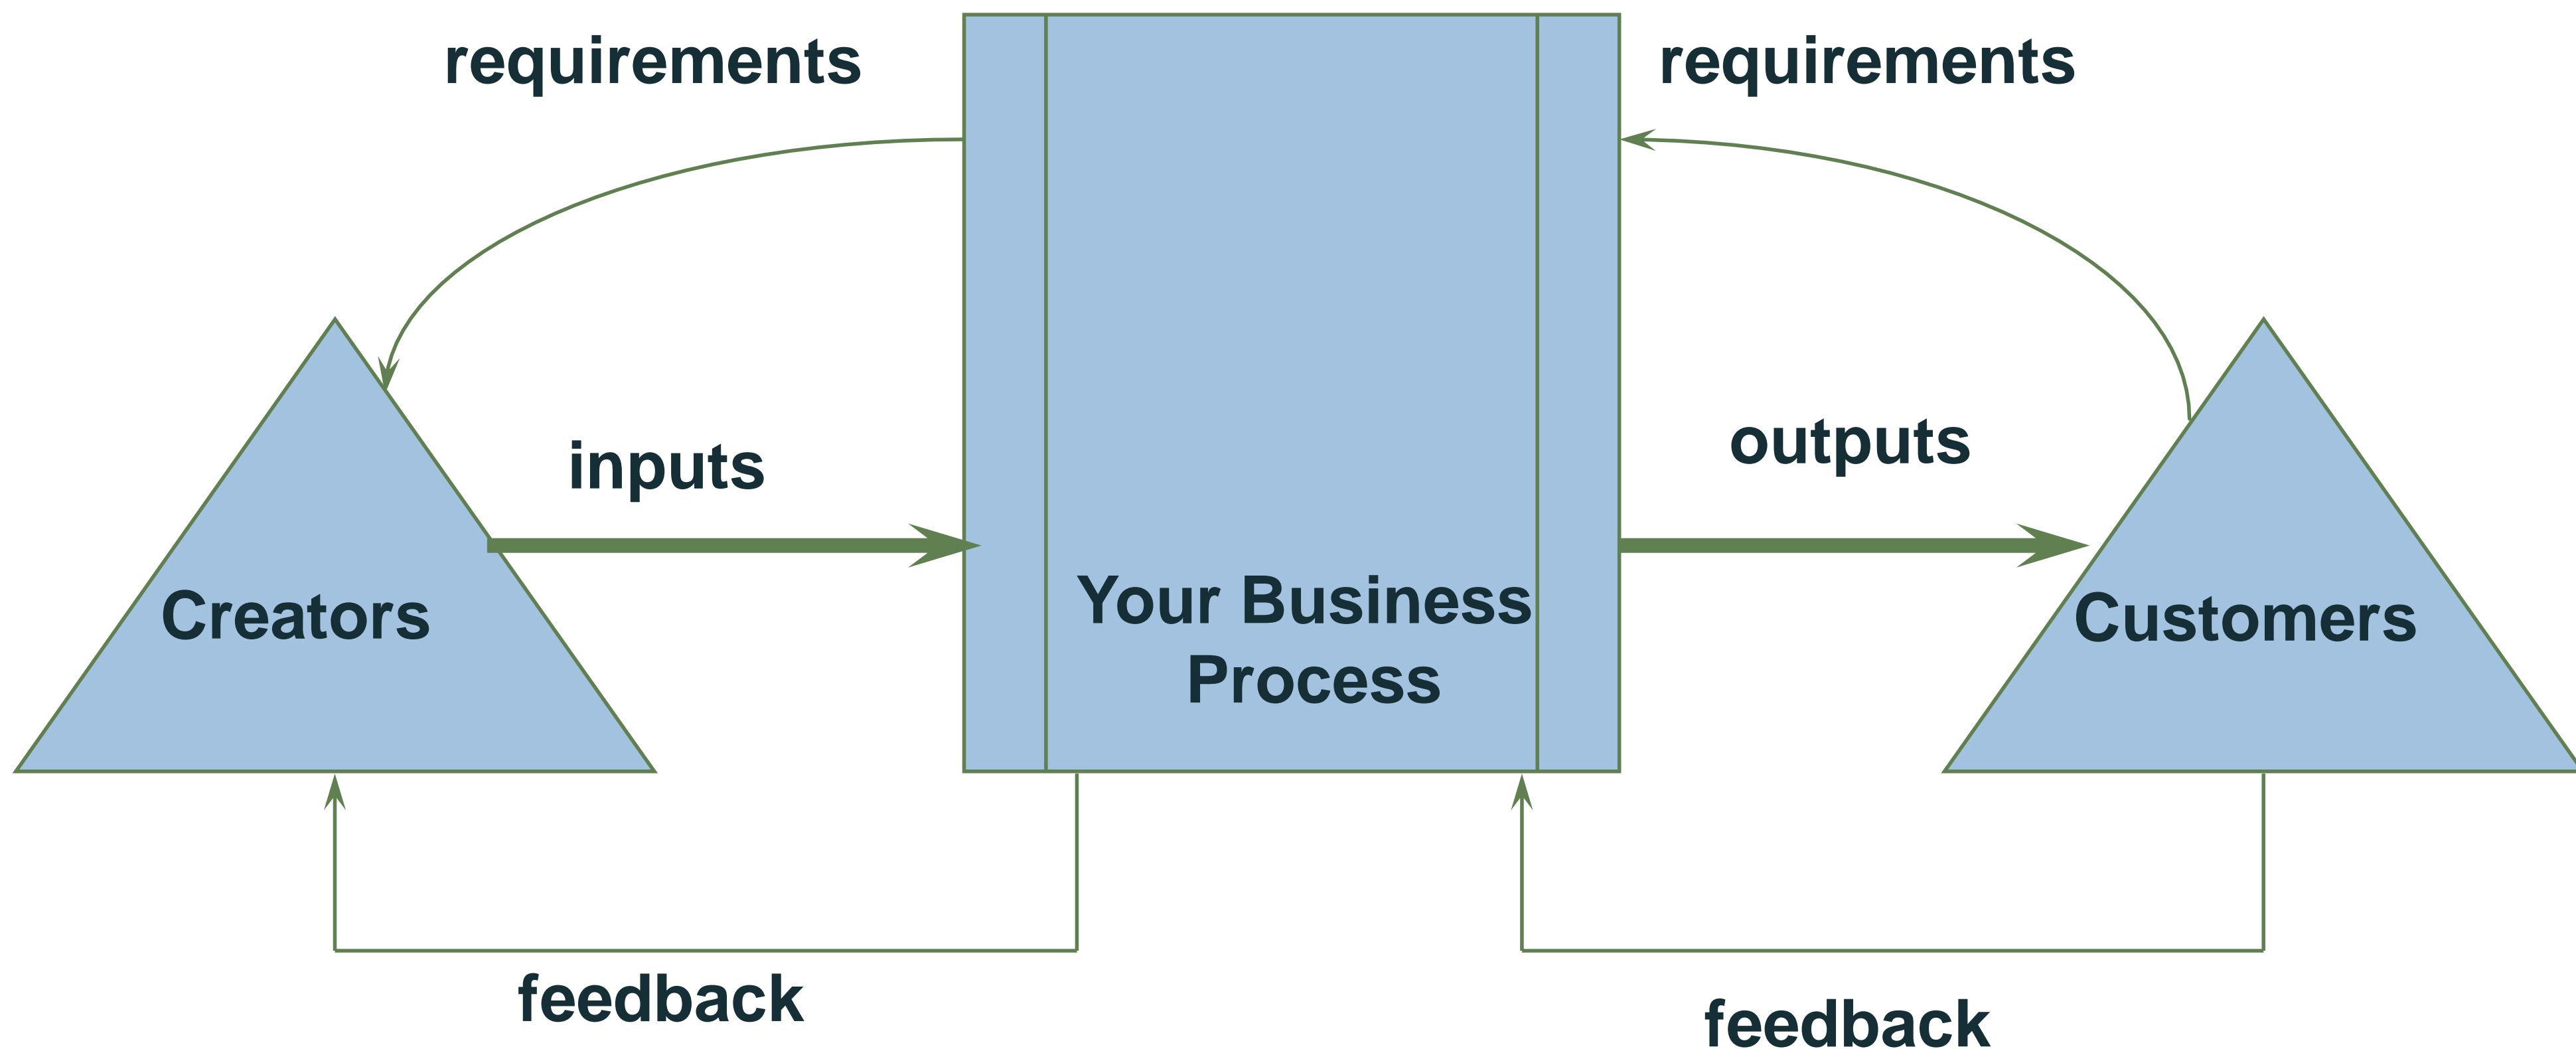 requirements
requirements
inputs
outputs
Creators
Your Business
Process
Customers
feedback
feedback